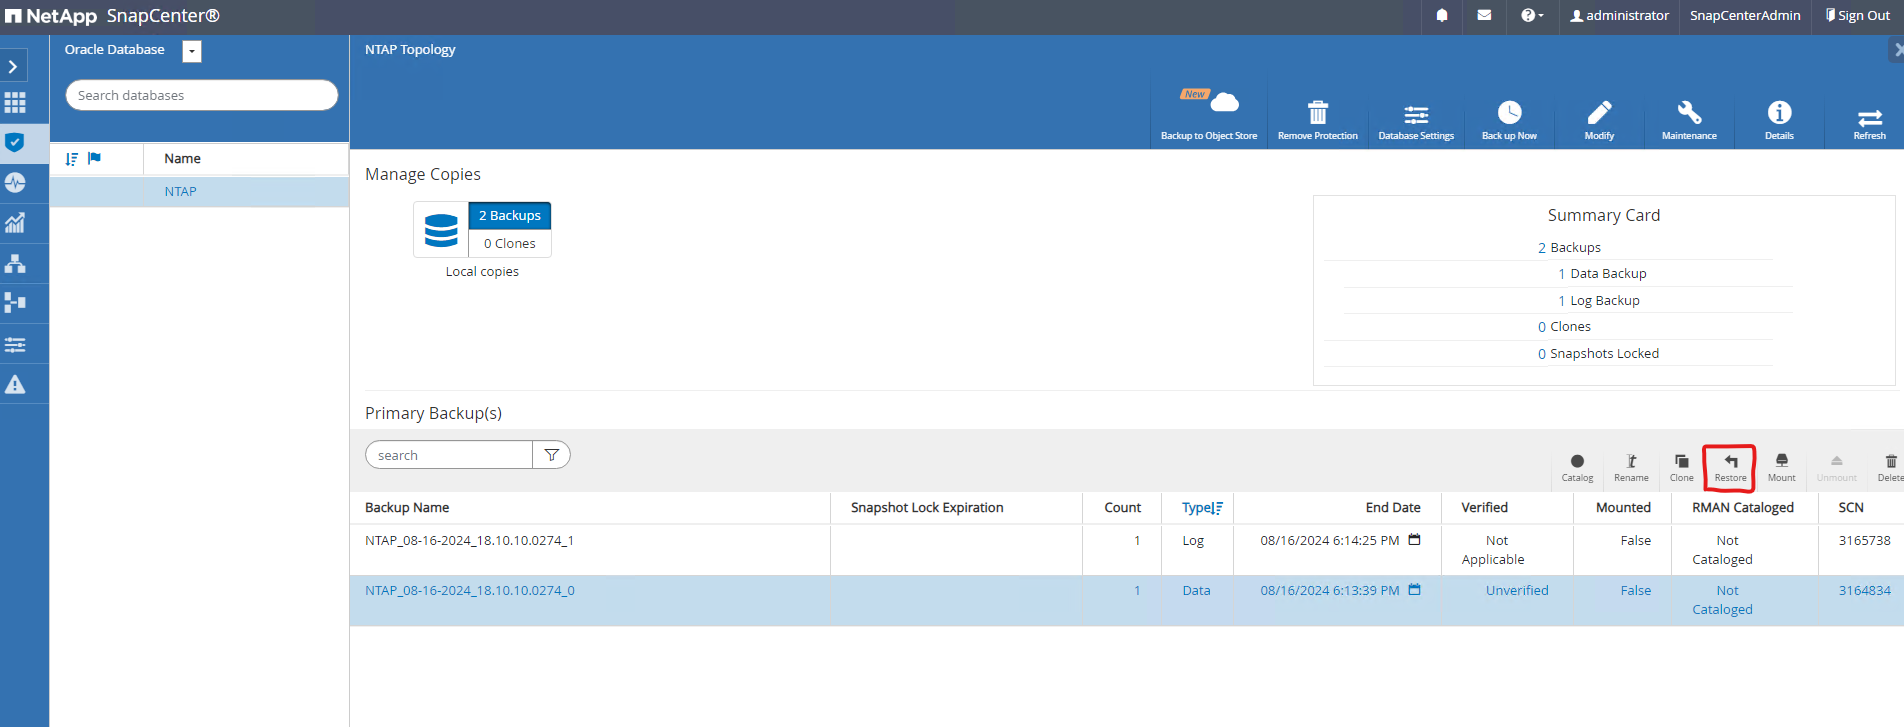 NetApp SnapCenter®
administrator
SnapCenterAdmin
Sign Out
Oracle Database
Search databases
Name
NTAP
NTAP Topology
New
Backup to Object Store
Remove Protection
Database Settings
Back up Now
Modify
Maintenance
Details
Refresh
Manage Copies
2 Backups
0 Clones
Local copies
Summary Card
2 Backups
1 Data Backup
1 Log Backup
0 Clones
0 Snapshots Locked
Primary Backup(s)
search
Catalog
Rename
Clone
Restore
Mount
Unmount
Delete
Backup Name Snapshot Lock Expiration Count Type End Date Verified Mounted RMAN Cataloged SCN
NTAP_08-16-2024_18.10.10.0274_1 1 Log 08/16/2024 6:14:25 PM Not Applicable False Not Cataloged 3165738
NTAP_08-16-2024_18.10.10.0274_0 1 Data 08/16/2024 6:13:39 PM Unverified False Not Cataloged 3164834